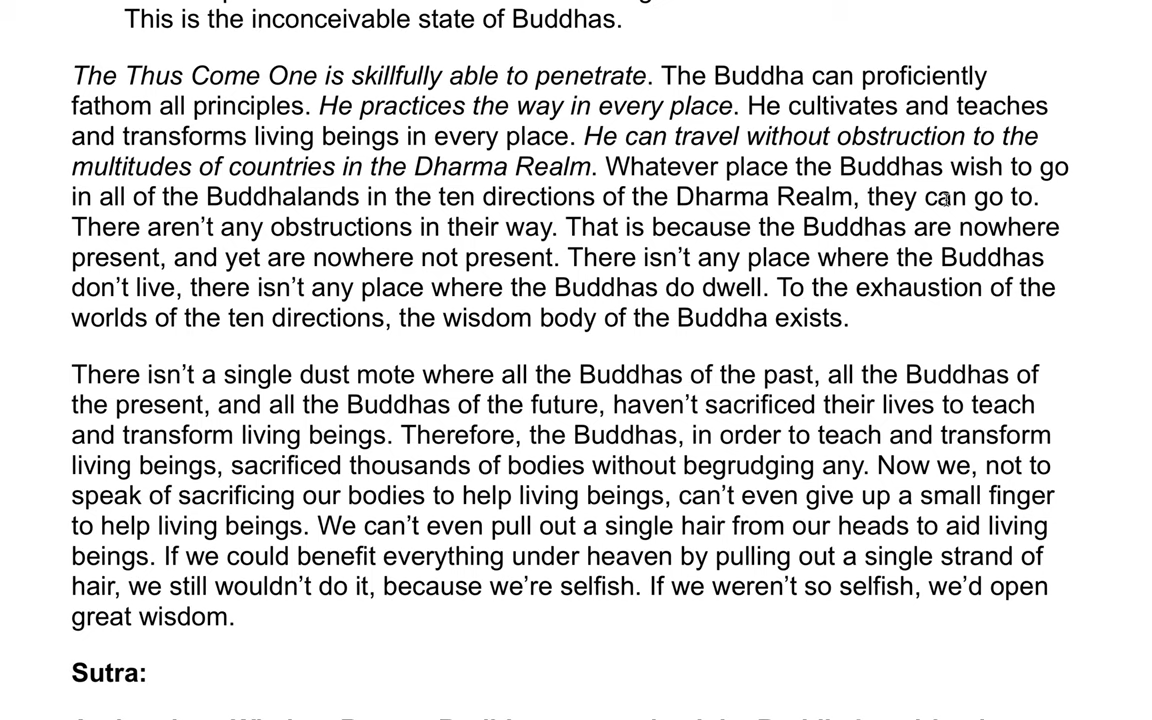 This is the inconceivable state of Buddhas.
The Thus Come One is skillfully able to penetrate. The Buddha can proficiently
fathom all principles. He practices the way in every place. He cultivates and teaches
and transforms living beings in every place. He can travel without obstruction to the
multitudes of countries in the Dharma Realm. Whatever place the Buddhas wish to go
in all of the Buddhalands in the ten directions of the Dharma Realm, they can go to.
There aren’t any obstructions in their way. That is because the Buddhas are nowhere
present, and yet are nowhere not present. There isn’t any place where the Buddhas
don’t live, there isn’t any place where the Buddhas do dwell. To the exhaustion of the
worlds of the ten directions, the wisdom body of the Buddha exists.
There isn’t a single dust mote where all the Buddhas of the past, all the Buddhas of
the present, and all the Buddhas of the future, haven’t sacrificed their lives to teach
and transform living beings. Therefore, the Buddhas, in order to teach and transform
living beings, sacrificed thousands of bodies without begrudging any. Now we, not to
speak of sacrificing our bodies to help living beings, can’t even give up a small finger
to help living beings. We can’t even pull out a single hair from our heads to aid living
beings. If we could benefit everything under heaven by pulling out a single strand of
hair, we still wouldn’t do it, because we’re selfish. If we weren’t so selfish, we’d open
great wisdom.
Sutra: